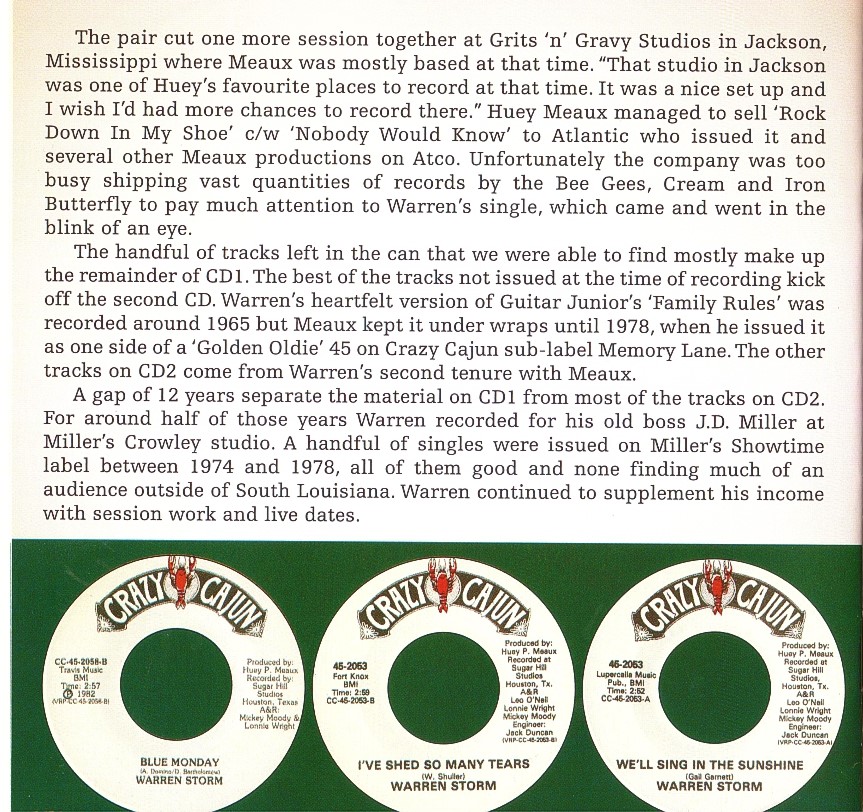 The pair cut one more session together at Grits ‘n’ Gravy Studios in Jackson,
Mississippi where Meaux was mostly based at that time. “That studio in Jackson
was one of Huey’s favourite places to record at that time. It was a nice set up and
I wish I’d had more chances to record there.” Huey Meaux managed to sell ‘Rock
Down In My Shoe’ c/w ‘Nobody Would Know’ to Atlantic who issued it and
several other Meaux productions on Atco. Unfortunately the company was too
busy shipping vast quantities of records by the Bee Gees, Cream and Iron
Butterfly to pay much attention to Warren’s single, which came and went in the
blink of an eye.
The handful of tracks left in the can that we were able to find mostly make up
the remainder of CD1. The best of the tracks not issued at the time of recording kick
off the second CD. Warren’s heartfelt version of Guitar Junior’s ‘Family Rules’ was
recorded around 1965 but Meaux kept it under wraps until 1978, when he issued it
as one side of a ‘Golden Oldie’ 45 on Crazy Cajun sub-label Memory Lane. The other
tracks on CD2 come from Warren’s second tenure with Meaux.
A gap of 12 years separate the material on CD1 from most of the tracks on CD2.
For around half of those years Warren recorded for his old boss J.D. Miller at
Miller’s Crowley studio. A handful of singles were issued on Miller’s Showtime
label between 1974 and 1978, all of them good and none finding much of an
audience outside of South Louisiana. Warren continued to supplement his income
with session work and live dates.
CRAZY CAJUN
CC-45-2058-B
Travis Music
BMI
Time: 2:57
Ⓟ 1982
(VRP-CC-45-2058-B)
Produced by:
Huey P. Meaux
Recorded by:
Sugar Hill
Studios
Houston, Texas
A&R:
Mickey Moody &
Lonnie Wright
BLUE MONDAY
(A. Domino/D. Bartholomew)
WARREN STORM
CRAZY CAJUN
45-2053
Fort Knox
BMI
Time: 2:59
CC-45-2053-B
Produced by:
Huey P. Meaux
Recorded at
Sugar Hill
Studios
Houston, Tx.
A&R
Leo O'Neil
Lonnie Wright
Mickey Moody
Engineer:
Jack Duncan
(VRP-CC-45-2053-B)
I'VE SHED SO MANY TEARS
(W. Shuler)
WARREN STORM
CRAZY CAJUN
45-2053
Lupercalia Music
Pub., BMI
Time: 2:52
CC-45-2053-A
Produced by:
Huey P. Meaux
Recorded at
Sugar Hill
Studios,
Houston, Tx.
A&R
Leo O'Neil
Lonnie Wright
Mickey Moody
Engineer:
Jack Duncan
(VRP-CC-45-2053-A)
WE'LL SING IN THE SUNSHINE
(Gail Garnett)
WARREN STORM